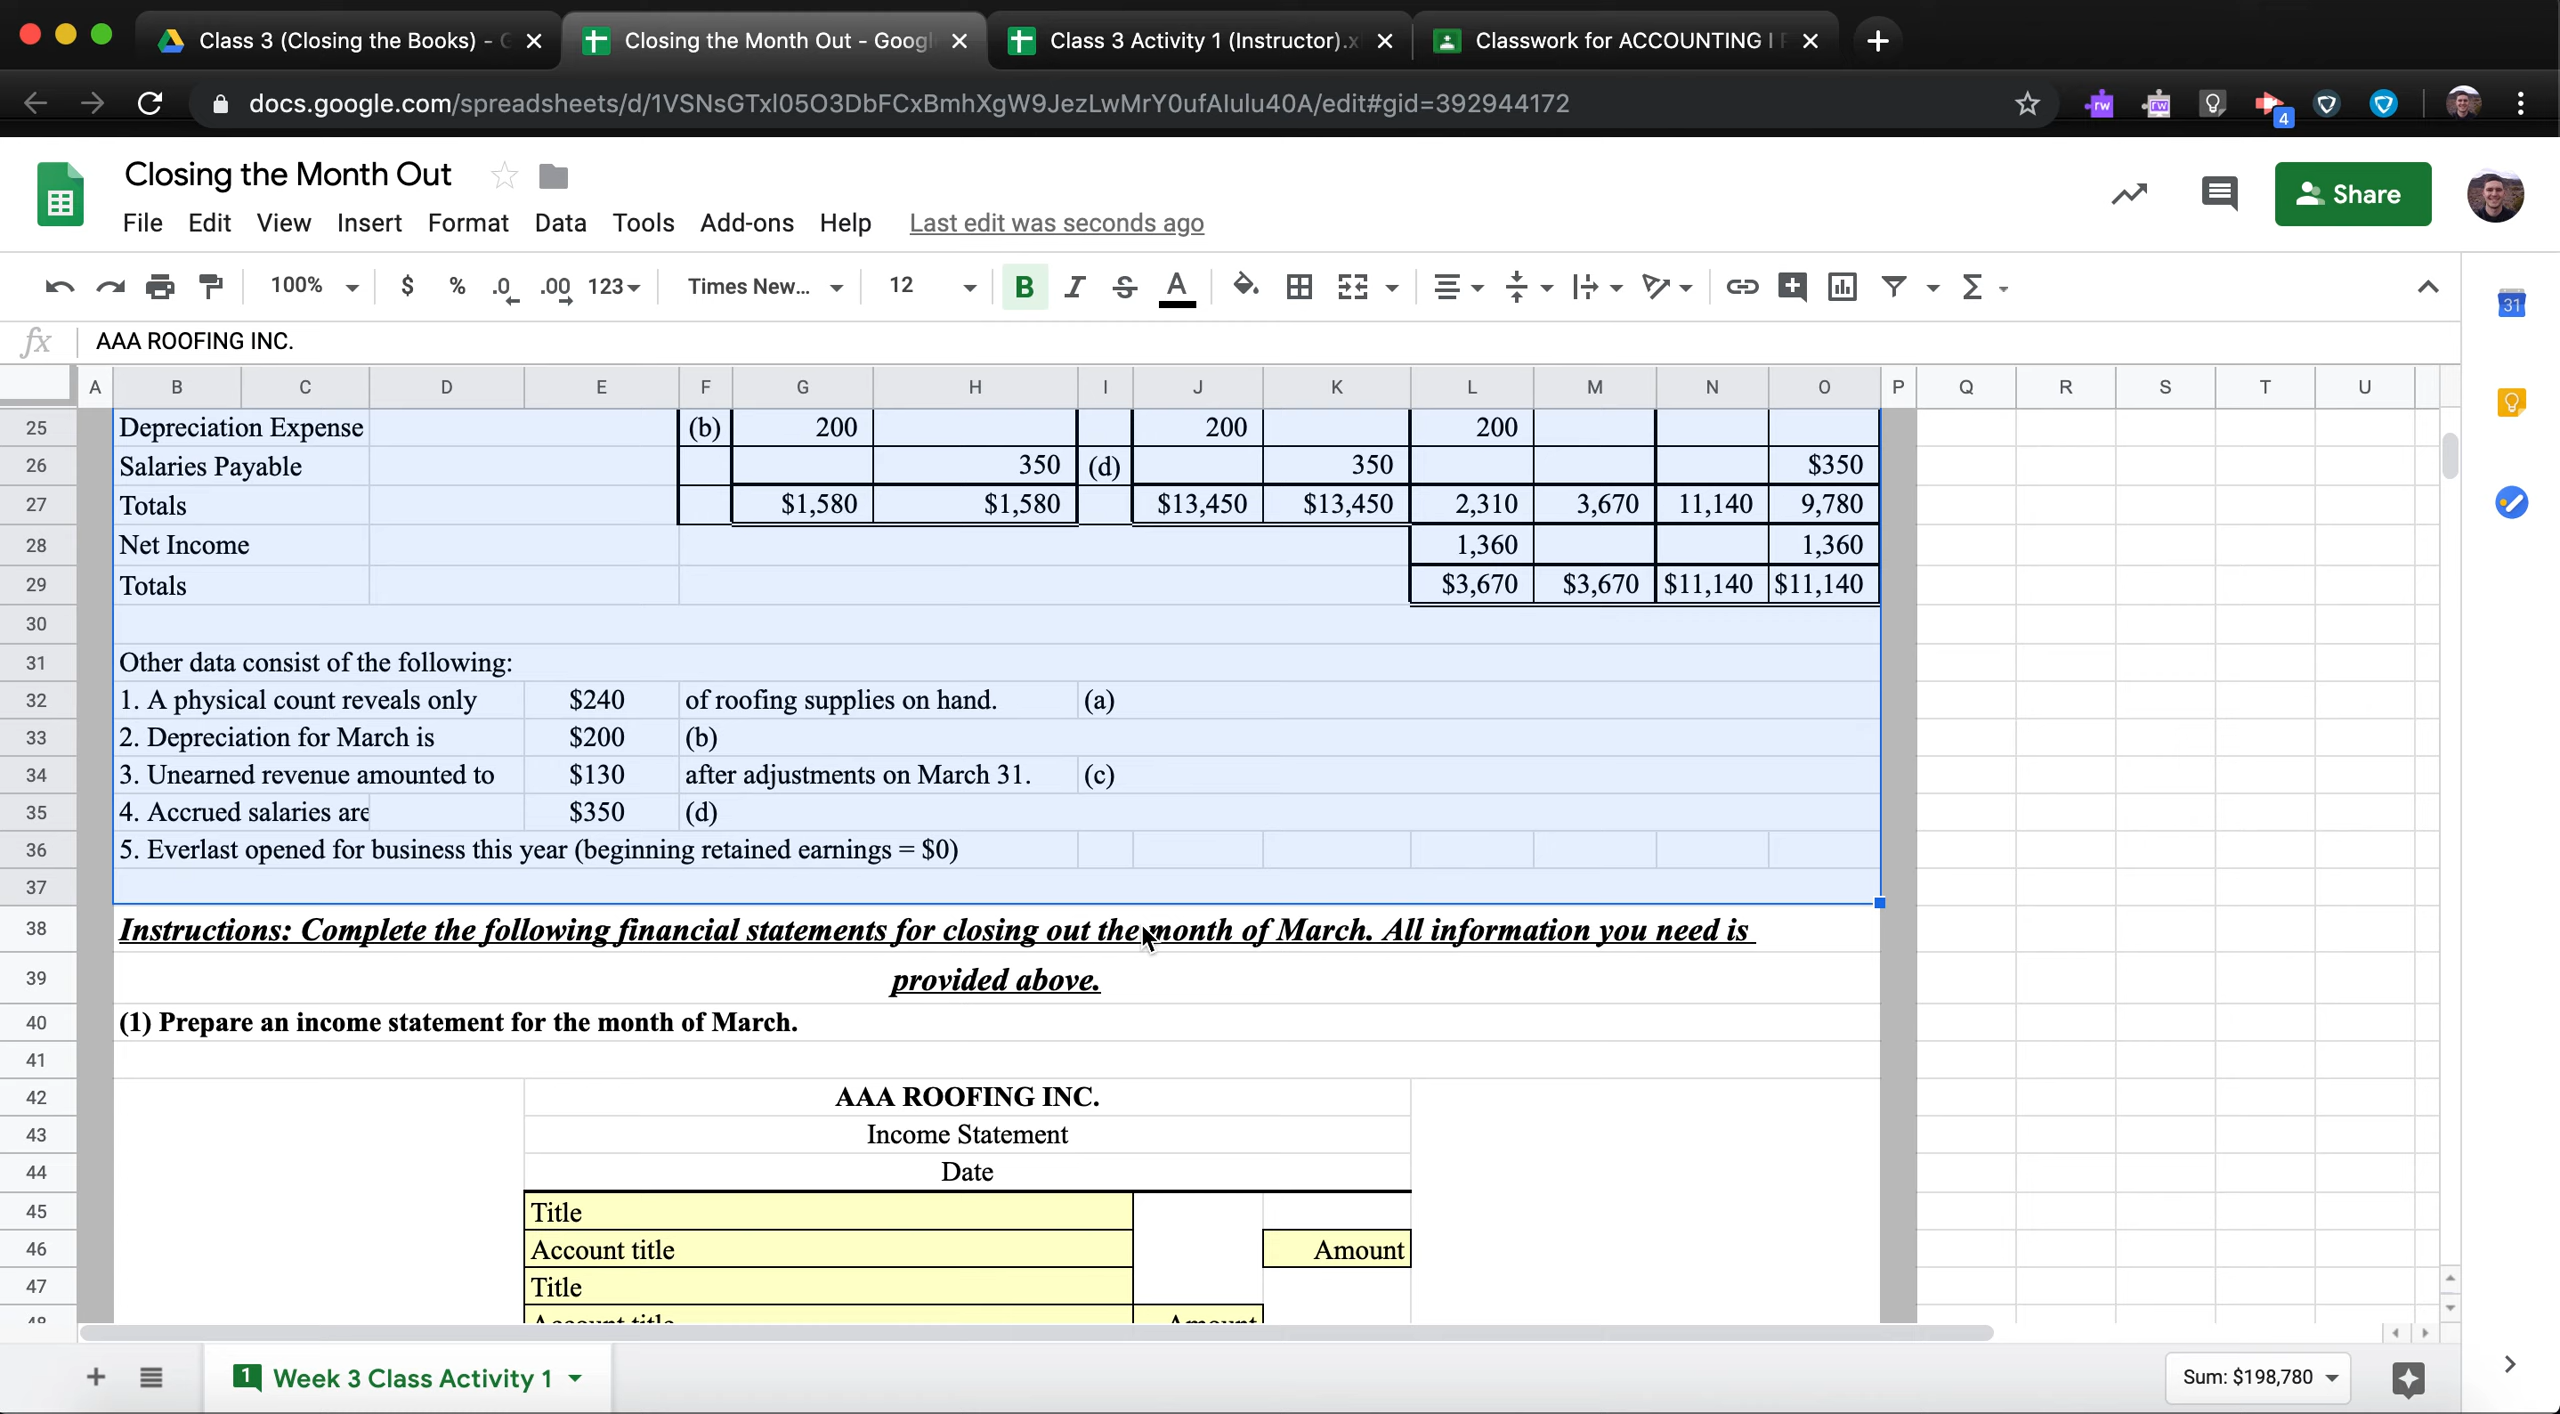 Class 3 (Closing the Books) - G
Closing the Month Out - Googl
Class 3 Activity 1 (Instructor).x
Classwork for ACCOUNTING I P
docs.google.com/spreadsheets/d/1VSNsGTxl05O3DbFCxBmhXgW9JezLwMrY0ufAIulu40A/edit#gid=392944172
rw
rw
4
Closing the Month Out
Share
File Edit View Insert Format Data Tools Add-ons Help Last edit was seconds ago
100% $ % .0 .00 123 Times New... 12 B I S A
31
fx AAA ROOFING INC.
A B C D E F G H I J K L M N O P Q R S T U
25 Depreciation Expense (b) 200 200 200
26 Salaries Payable 350 (d) 350 $350
27 Totals $1,580 $1,580 $13,450 $13,450 2,310 3,670 11,140 9,780
28 Net Income 1,360 1,360
29 Totals $3,670 $3,670 $11,140 $11,140
30
31 Other data consist of the following:
32 1. A physical count reveals only $240 of roofing supplies on hand. (a)
33 2. Depreciation for March is $200 (b)
34 3. Unearned revenue amounted to $130 after adjustments on March 31. (c)
35 4. Accrued salaries are $350 (d)
36 5. Everlast opened for business this year (beginning retained earnings = $0)
37
38 Instructions: Complete the following financial statements for closing out the month of March. All information you need is
39 provided above.
40 (1) Prepare an income statement for the month of March.
41
42 AAA ROOFING INC.
43 Income Statement
44 Date
45 Title
46 Account title Amount
47 Title
48 Account title Amount
1 Week 3 Class Activity 1
Sum: $198,780